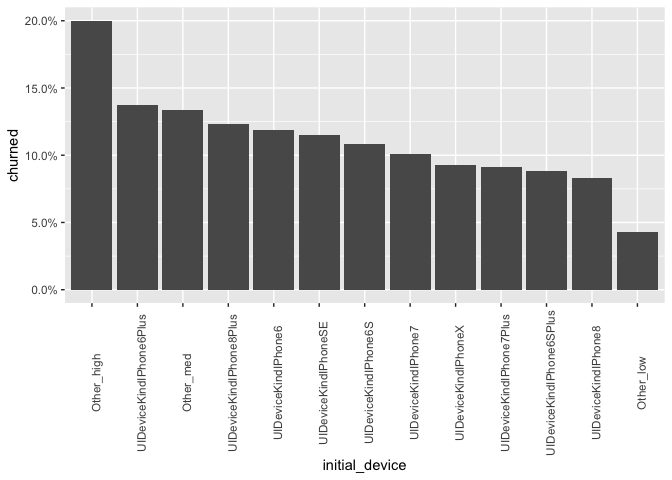 20.0%
15.0%
10.0%
5.0%
0.0%
churned
Other_high
UIDeviceKindIPhone6Plus
Other_med
UIDeviceKindIPhone8Plus
UIDeviceKindIPhone6
UIDeviceKindIPhoneSE
UIDeviceKindIPhone6S
UIDeviceKindIPhone7
UIDeviceKindIPhoneX
UIDeviceKindIPhone7Plus
UIDeviceKindIPhone6SPlus
UIDeviceKindIPhone8
Other_low
initial_device